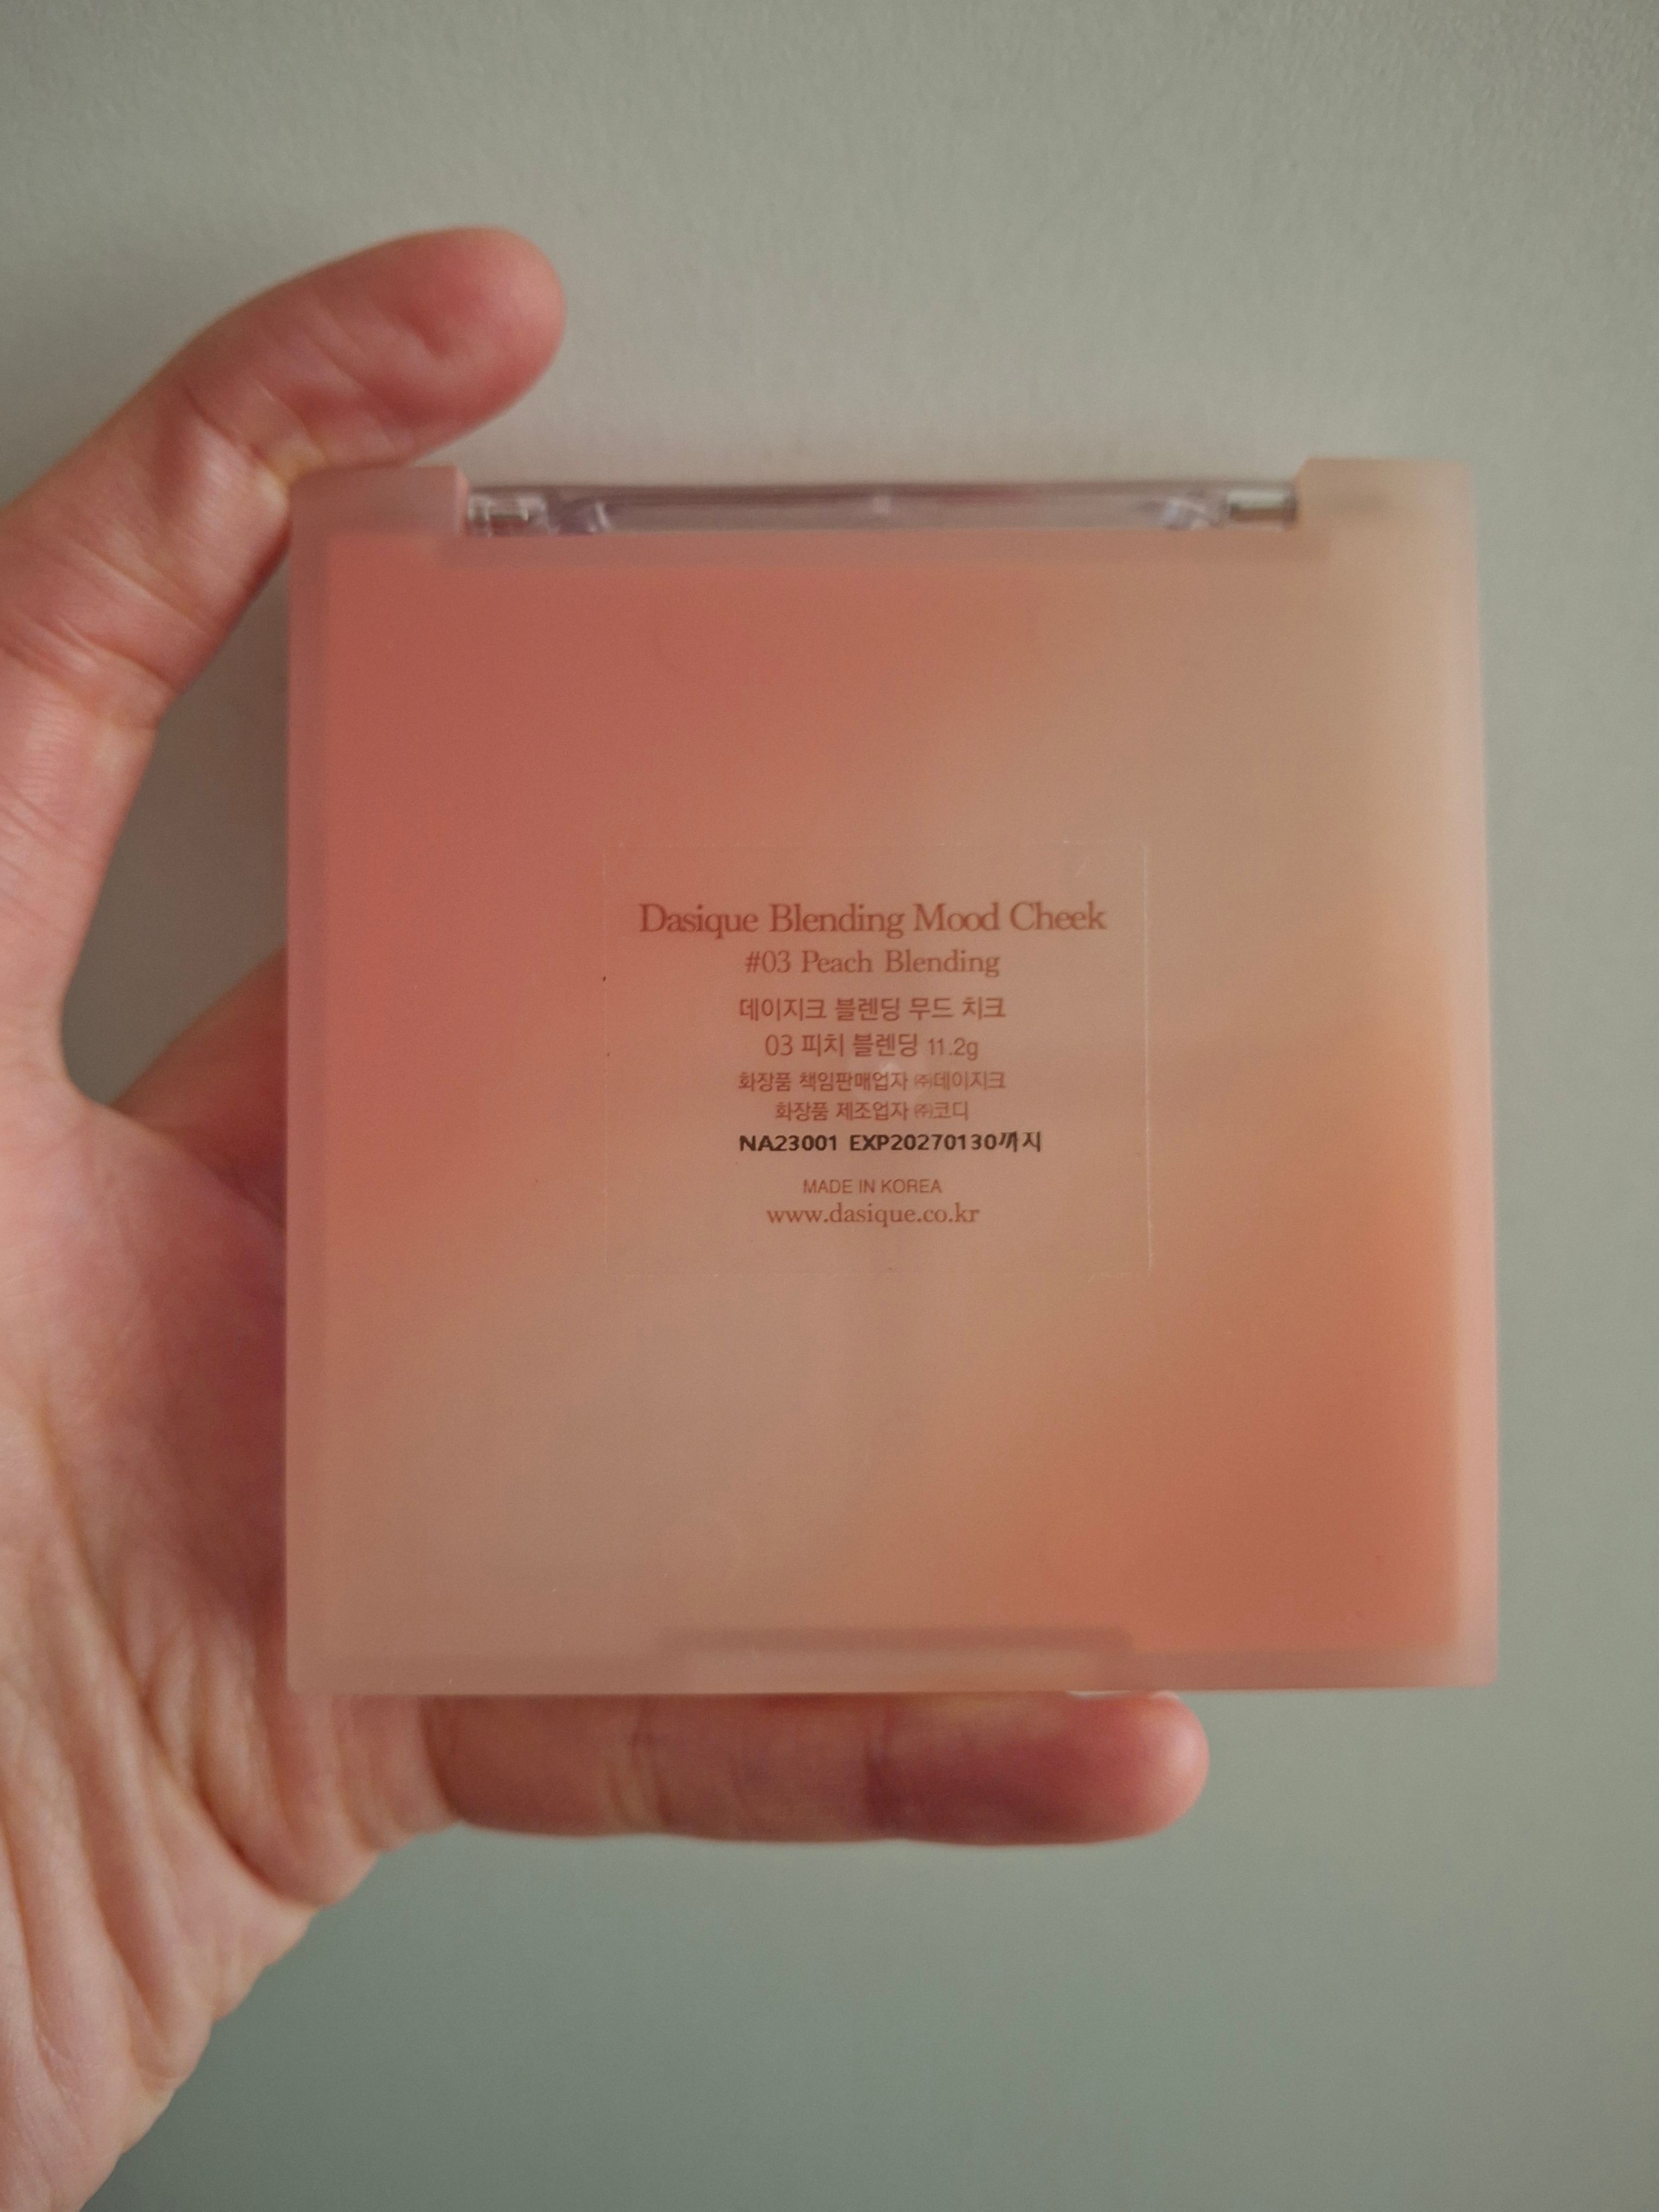 Dasique Blending Mood Cheek
#03 Peach Blending
데이지크 블렌딩 무드 치크
03 피치 블렌딩 11.2g
화장품 책임판매업자 ㈜데이지크
화장품 제조업자 ㈜코디
NA23001 EXP20270130까지
MADE IN KOREA
www.dasique.co.kr